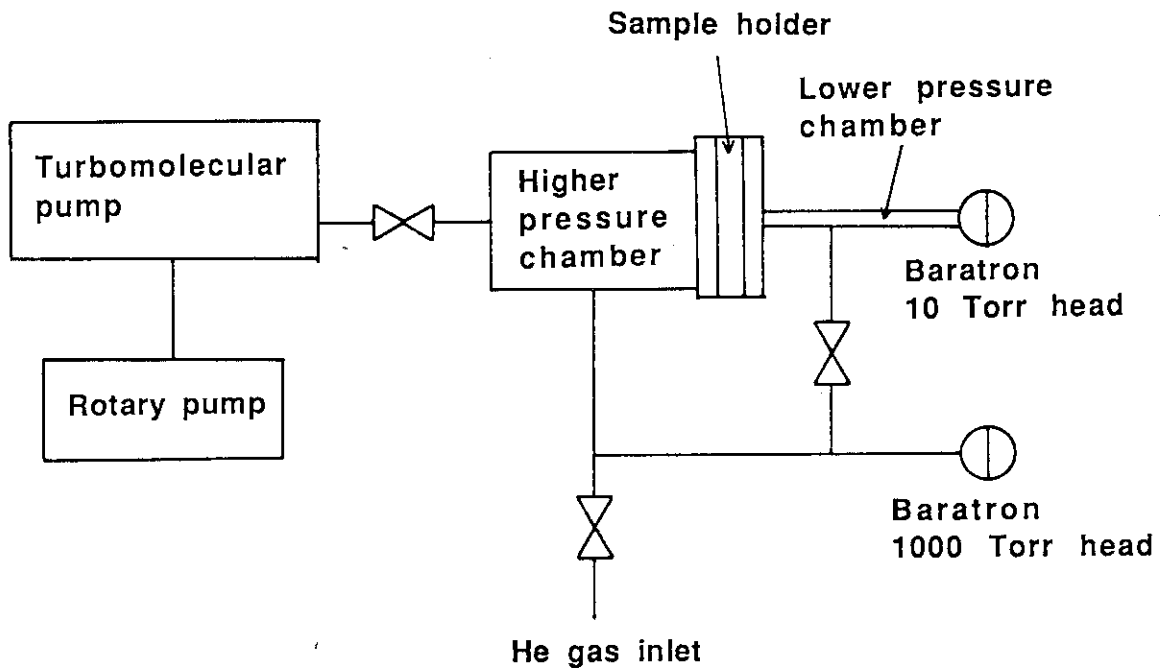 Sample holder
Lower pressure
chamber
Turbomolecular
pump
Higher
pressure
chamber
Baratron
10 Torr head
Rotary pump
Baratron
1000 Torr head
He gas inlet